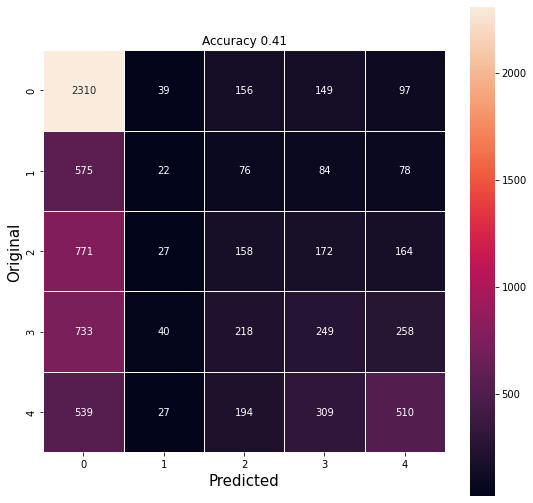 Accuracy 0.41
0 2310 39 156 149 97
1 575 22 76 84 78
2 771 27 158 172 164
3 733 40 218 249 258
4 539 27 194 309 510
0 1 2 3 4
Predicted
Original
2000
1500
1000
500